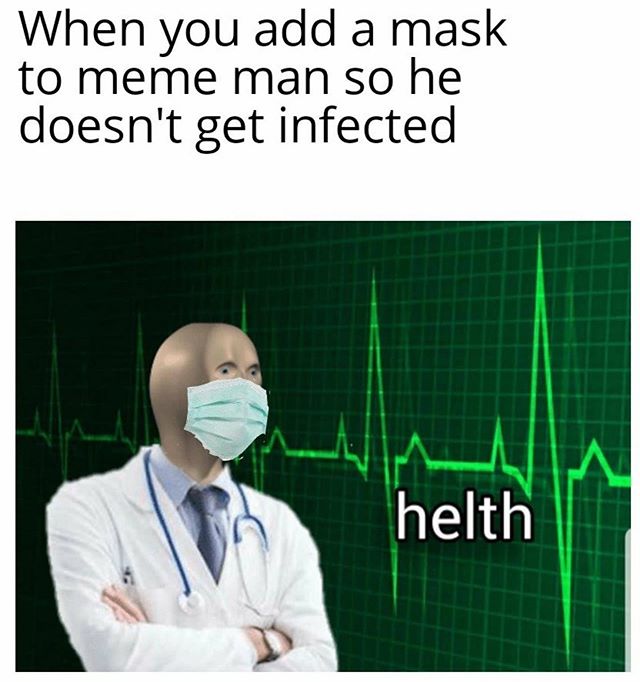 When you add a mask
to meme man so he
doesn't get infected
helth